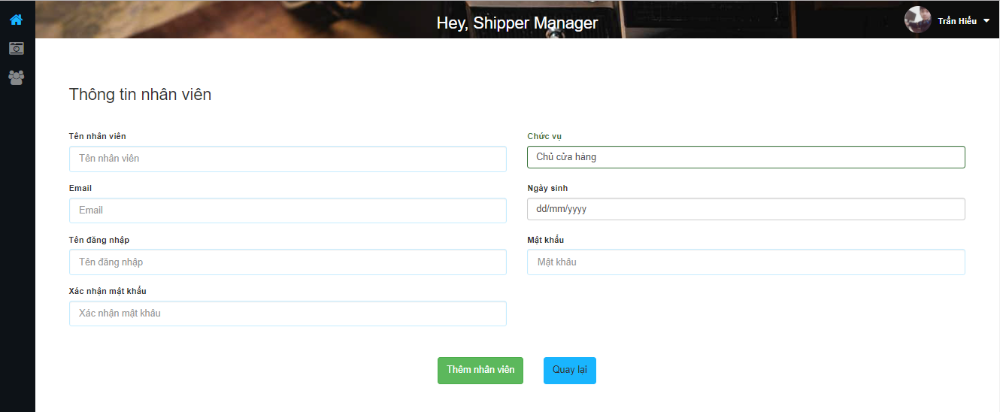 Hey, Shipper Manager
Trần Hiếu
Thông tin nhân viên
Tên nhân viên
Chức vụ
Tên nhân viên
Chủ cửa hàng
Email
Ngày sinh
Email
dd/mm/yyyy
Tên đăng nhập
Mật khẩu
Tên đăng nhập
Mật khẩu
Xác nhận mật khẩu
Xác nhận mật khẩu
Thêm nhân viên
Quay lại